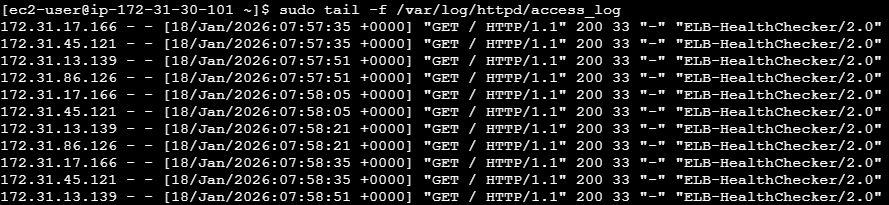 [ec2-user@ip-172-31-30-101 ~]$ sudo tail -f /var/log/httpd/access_log
172.31.17.166 - - [18/Jan/2026:07:57:35 +0000] "GET / HTTP/1.1" 200 33 "-" "ELB-HealthChecker/2.0"
172.31.45.121 - - [18/Jan/2026:07:57:35 +0000] "GET / HTTP/1.1" 200 33 "-" "ELB-HealthChecker/2.0"
172.31.13.139 - - [18/Jan/2026:07:57:51 +0000] "GET / HTTP/1.1" 200 33 "-" "ELB-HealthChecker/2.0"
172.31.86.126 - - [18/Jan/2026:07:57:51 +0000] "GET / HTTP/1.1" 200 33 "-" "ELB-HealthChecker/2.0"
172.31.17.166 - - [18/Jan/2026:07:58:05 +0000] "GET / HTTP/1.1" 200 33 "-" "ELB-HealthChecker/2.0"
172.31.45.121 - - [18/Jan/2026:07:58:05 +0000] "GET / HTTP/1.1" 200 33 "-" "ELB-HealthChecker/2.0"
172.31.13.139 - - [18/Jan/2026:07:58:21 +0000] "GET / HTTP/1.1" 200 33 "-" "ELB-HealthChecker/2.0"
172.31.86.126 - - [18/Jan/2026:07:58:21 +0000] "GET / HTTP/1.1" 200 33 "-" "ELB-HealthChecker/2.0"
172.31.17.166 - - [18/Jan/2026:07:58:35 +0000] "GET / HTTP/1.1" 200 33 "-" "ELB-HealthChecker/2.0"
172.31.45.121 - - [18/Jan/2026:07:58:35 +0000] "GET / HTTP/1.1" 200 33 "-" "ELB-HealthChecker/2.0"
172.31.13.139 - - [18/Jan/2026:07:58:51 +0000] "GET / HTTP/1.1" 200 33 "-" "ELB-HealthChecker/2.0"